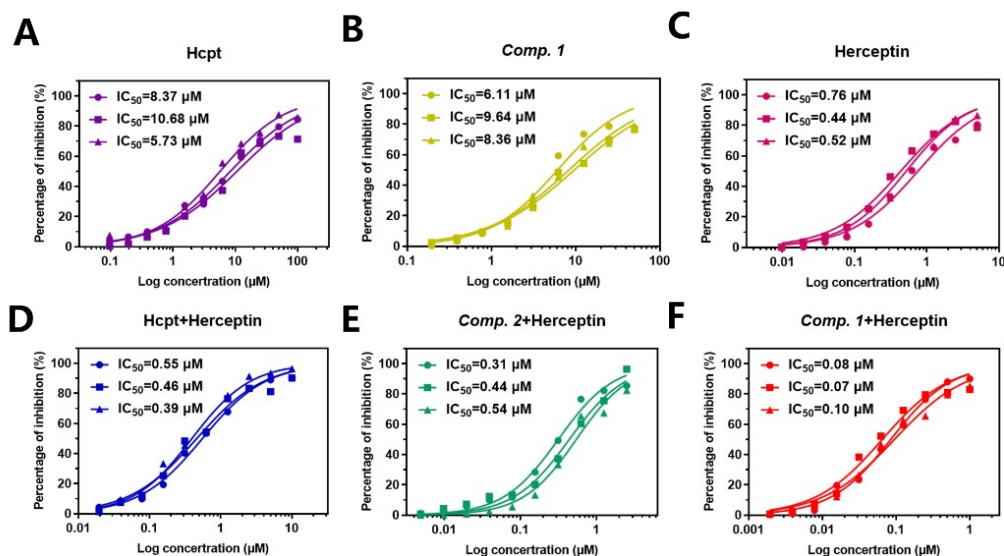 A
Hcpt
Percentage of inhibition (%)
100
80
60
40
20
0
IC50=8.37 μM
IC50=10.68 μM
IC50=5.73 μM
0.1
1
10
100
Log concertration (μM)
B
Comp. 1
Percentage of inhibition (%)
100
80
60
40
20
0
IC50=6.11 μM
IC50=9.64 μM
IC50=8.36 μM
0.1
1
10
100
Log concertration (μM)
C
Herceptin
Percentage of inhibition (%)
100
80
60
40
20
0
IC50=0.76 μM
IC50=0.44 μM
IC50=0.52 μM
0.01
0.1
1
10
Log concertration (μM)
D
Hcpt+Herceptin
Percentage of inhibition (%)
100
80
60
40
20
0
IC50=0.55 μM
IC50=0.46 μM
IC50=0.39 μM
0.01
0.1
1
10
Log concertration (μM)
E
Comp. 2+Herceptin
Percentage of inhibition (%)
100
80
60
40
20
0
IC50=0.31 μM
IC50=0.44 μM
IC50=0.54 μM
0.01
0.1
1
Log concertration (μM)
F
Comp. 1+Herceptin
Percentage of inhibition (%)
100
80
60
40
20
0
IC50=0.08 μM
IC50=0.07 μM
IC50=0.10 μM
0.001
0.01
0.1
1
Log concertration (μM)